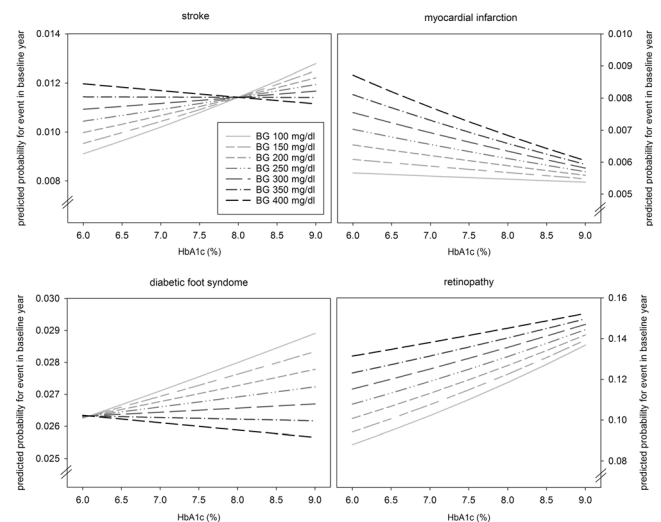 stroke
predicted probability for event in baseline year
0.014
0.012
0.010
0.008
6.0 6.5 7.0 7.5 8.0 8.5 9.0
HbA1c (%)
BG 100 mg/dl
BG 150 mg/dl
BG 200 mg/dl
BG 250 mg/dl
BG 300 mg/dl
BG 350 mg/dl
BG 400 mg/dl
myocardial infarction
0.010
0.009
0.008
0.007
0.006
0.005
predicted probability for event in baseline year
6.0 6.5 7.0 7.5 8.0 8.5 9.0
HbA1c (%)
diabetic foot syndome
predicted probability for event in baseline year
0.030
0.029
0.028
0.027
0.026
0.025
6.0 6.5 7.0 7.5 8.0 8.5 9.0
HbA1c (%)
retinopathy
0.16
0.14
0.12
0.10
0.08
predicted probability for event in baseline year
6.0 6.5 7.0 7.5 8.0 8.5 9.0
HbA1c (%)